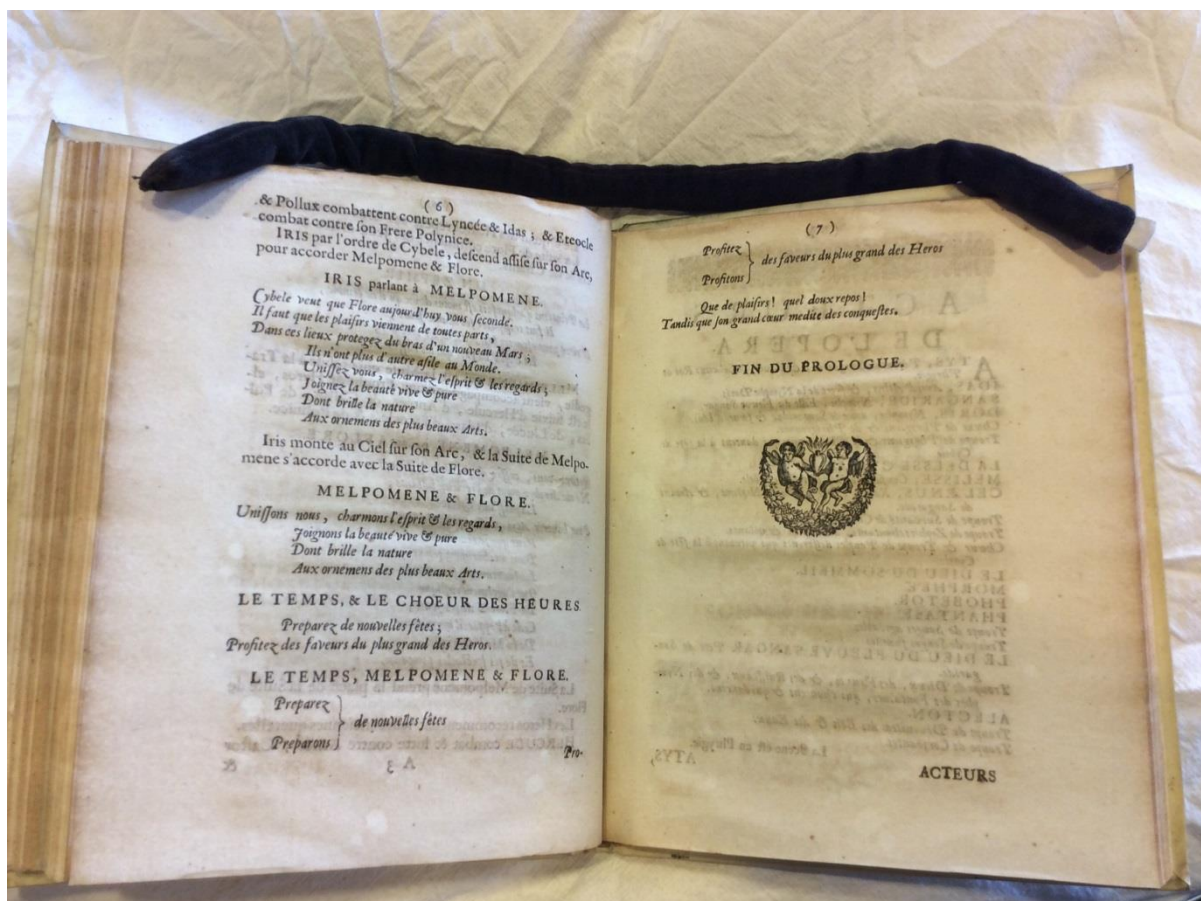 (6)
& Pollux combattent contre Lyncée & Idas ; & Eteocle
combat contre ſon Frere Polynice.
IRIS par l'ordre de Cybele, deſcend aſſiſe ſur ſon Arc,
pour accorder Melpomene & Flore.
IRIS parlant à MELPOMENE.
Cybele veut que Flore aujourd'huy vous ſeconde.
Il faut que les plaiſirs viennent de toutes parts,
Dans ces lieux protegez du bras d'un nouveau Mars ;
Ils n'ont plus d'autre aſile au Monde.
Uniſſez vous, charmez l'eſprit & les regards ;
Joignez la beauté vive & pure
Dont brille la nature
Aux ornemens des plus beaux Arts.
Iris monte au Ciel ſur ſon Arc, & la Suite de Melpo-
mene s'accorde avec la Suite de Flore.
MELPOMENE & FLORE.
Uniſſons nous, charmons l'eſprit & les regards,
Joignons la beauté vive & pure
Dont brille la nature
Aux ornemens des plus beaux Arts.
LE TEMPS, & LE CHOEUR DES HEURES
Preparez de nouvelles fêtes ;
Profitez des faveurs du plus grand des Heros.
LE TEMPS, MELPOMENE & FLORE.
Preparez
de nouvelles fêtes
Preparons
Pro-
(7)
Profitez
des faveurs du plus grand des Heros
Profitons
Que de plaiſirs ! quel doux repos !
Tandis que ſon grand cœur medite des conqueſtes.
FIN DU PROLOGUE.
ACTEURS